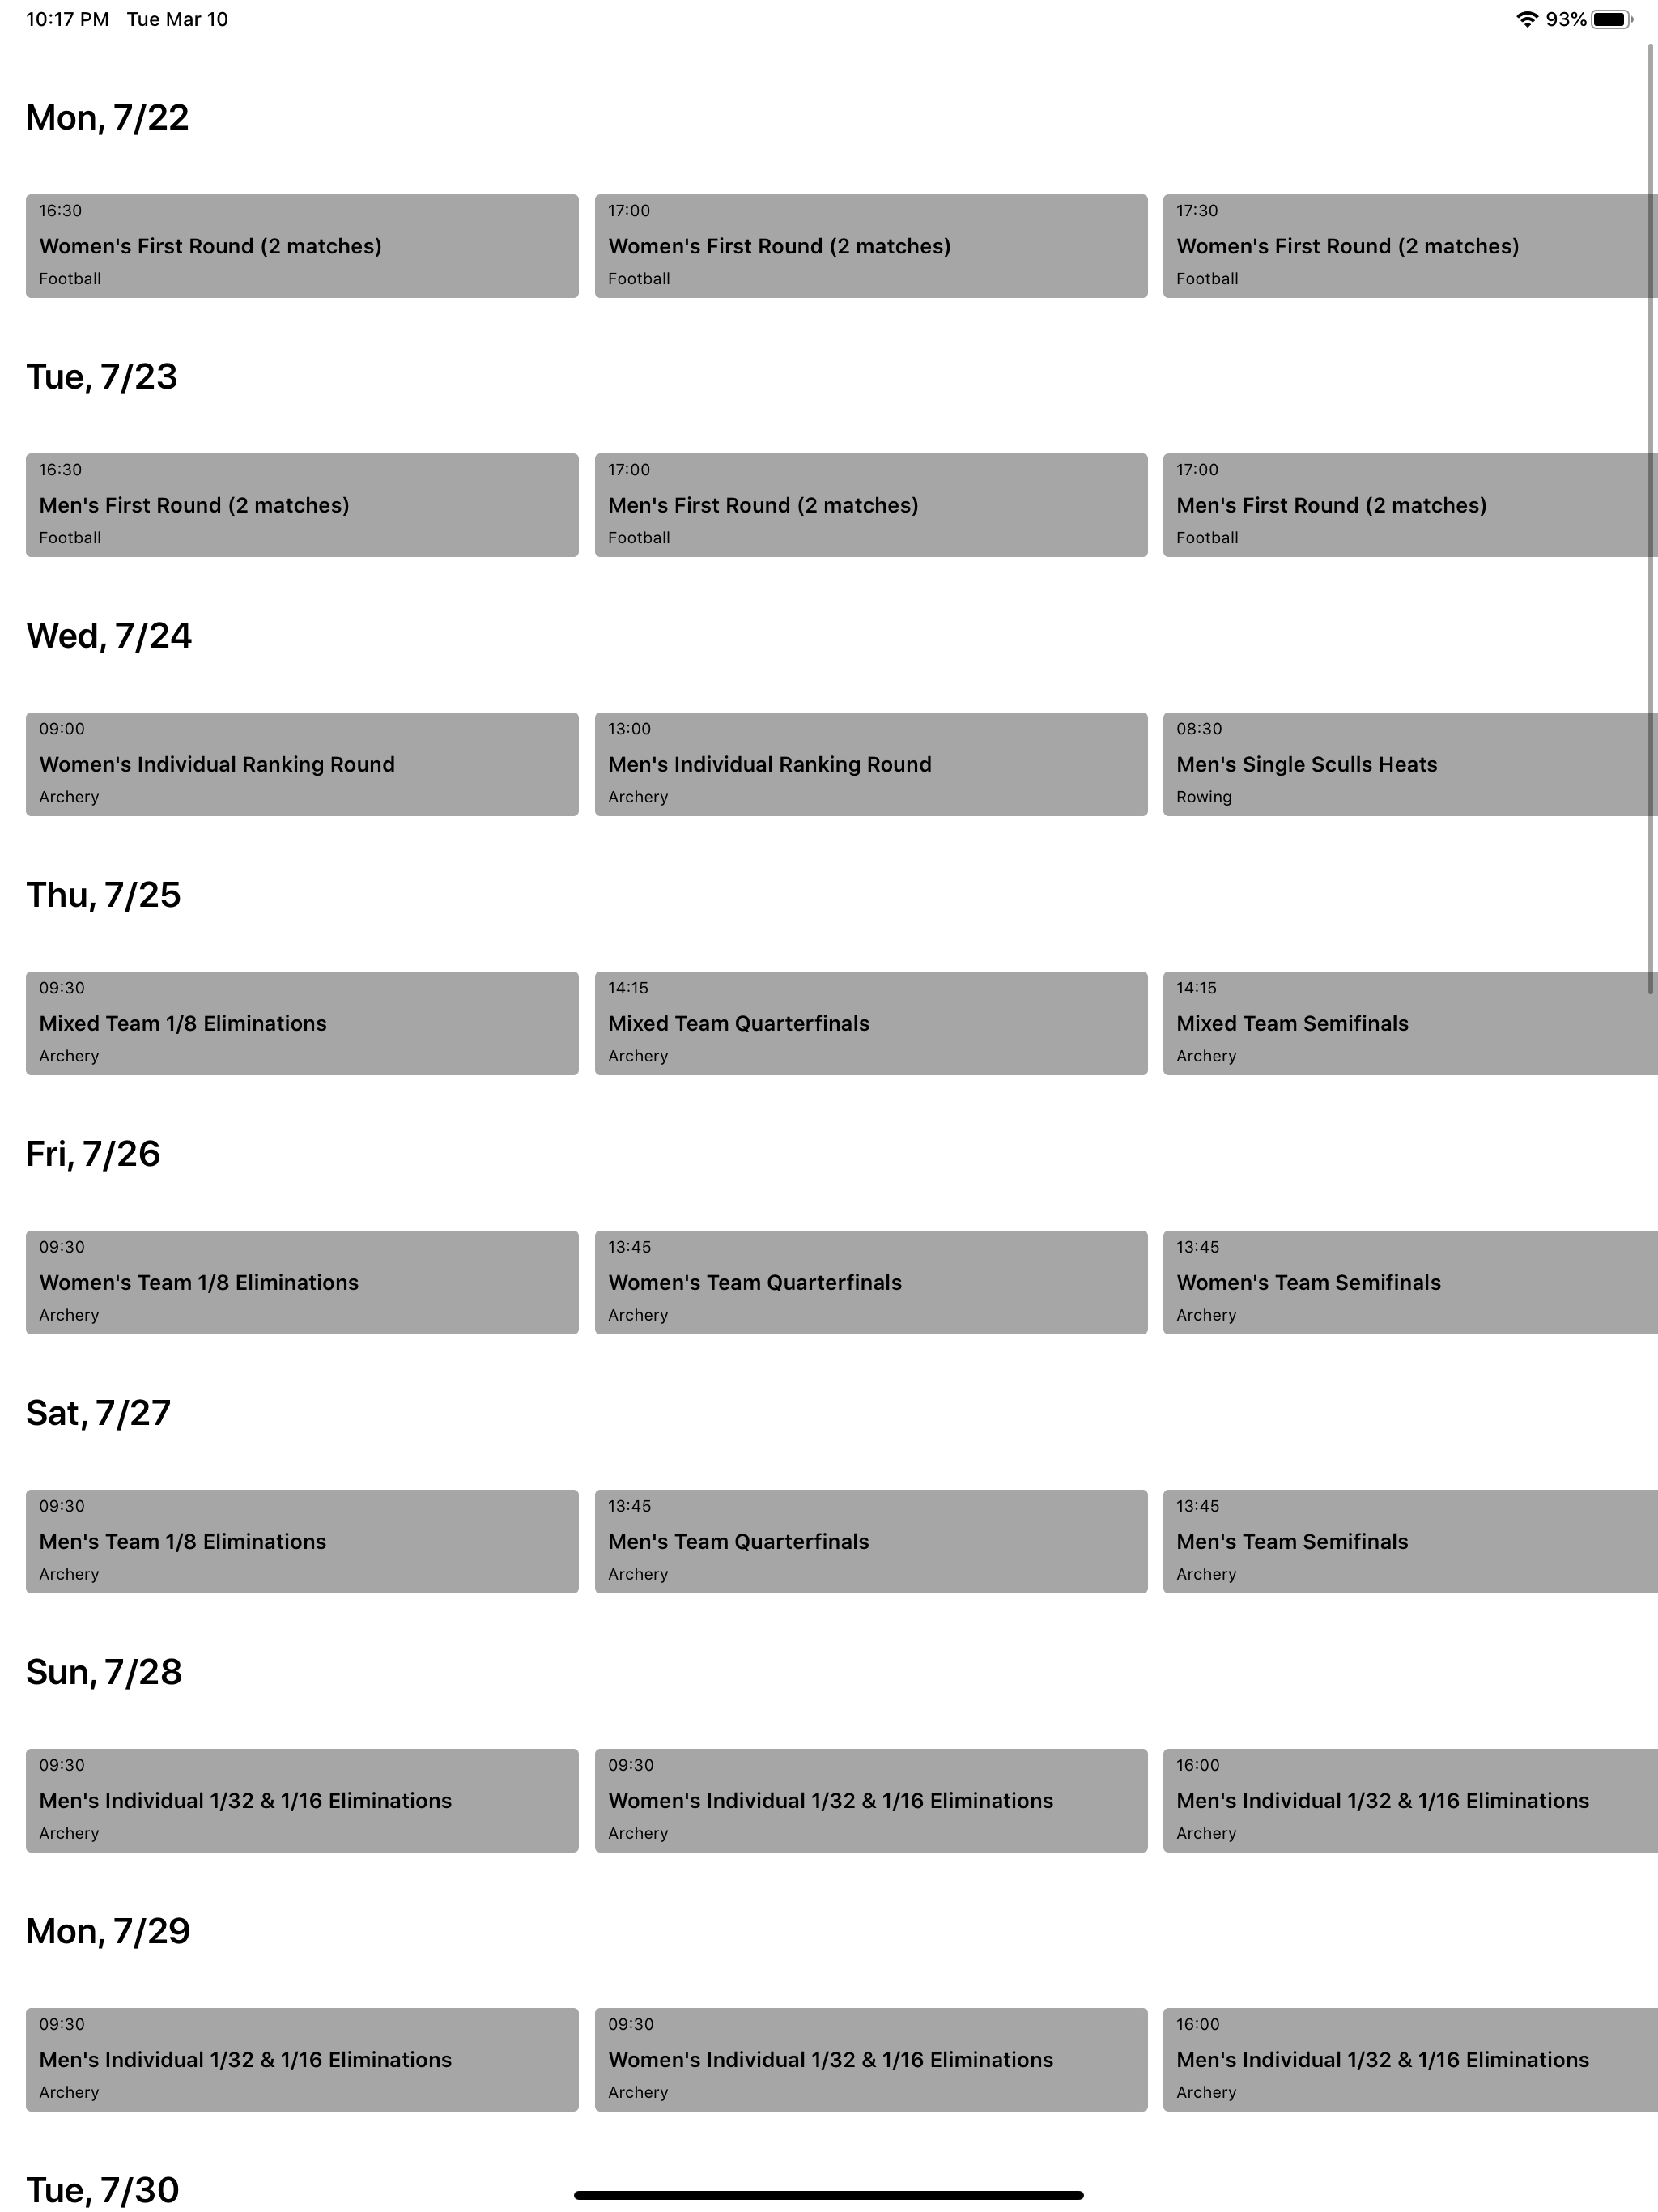 10:17 PM Tue Mar 10 93%
Mon, 7/22
16:30
Women's First Round (2 matches)
Football
17:00
Women's First Round (2 matches)
Football
17:30
Women's First Round (2 matches)
Football
Tue, 7/23
16:30
Men's First Round (2 matches)
Football
17:00
Men's First Round (2 matches)
Football
17:00
Men's First Round (2 matches)
Football
Wed, 7/24
09:00
Women's Individual Ranking Round
Archery
13:00
Men's Individual Ranking Round
Archery
08:30
Men's Single Sculls Heats
Rowing
Thu, 7/25
09:30
Mixed Team 1/8 Eliminations
Archery
14:15
Mixed Team Quarterfinals
Archery
14:15
Mixed Team Semifinals
Archery
Fri, 7/26
09:30
Women's Team 1/8 Eliminations
Archery
13:45
Women's Team Quarterfinals
Archery
13:45
Women's Team Semifinals
Archery
Sat, 7/27
09:30
Men's Team 1/8 Eliminations
Archery
13:45
Men's Team Quarterfinals
Archery
13:45
Men's Team Semifinals
Archery
Sun, 7/28
09:30
Men's Individual 1/32 & 1/16 Eliminations
Archery
09:30
Women's Individual 1/32 & 1/16 Eliminations
Archery
16:00
Men's Individual 1/32 & 1/16 Eliminations
Archery
Mon, 7/29
09:30
Men's Individual 1/32 & 1/16 Eliminations
Archery
09:30
Women's Individual 1/32 & 1/16 Eliminations
Archery
16:00
Men's Individual 1/32 & 1/16 Eliminations
Archery
Tue, 7/30